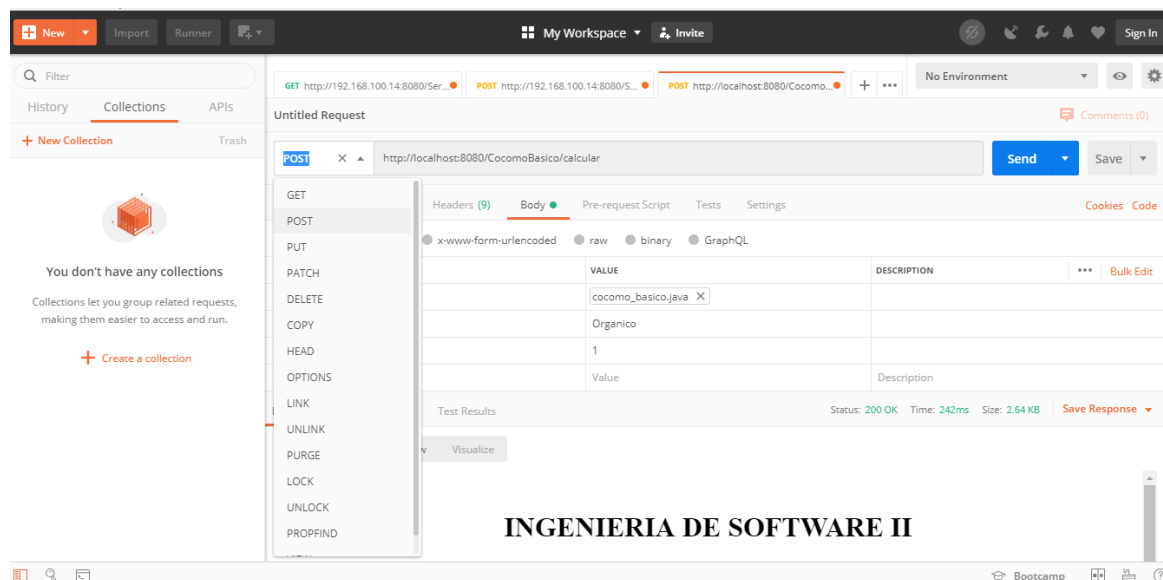 New Import Runner My Workspace Invite Sign In
Filter
History Collections APIs
+ New Collection Trash
You don't have any collections
Collections let you group related requests,
making them easier to access and run.
+ Create a collection
GET http://192.168.100.14:8080/Ser... POST http://192.168.100.14:8080/S... POST http://localhost:8080/Cocomo... + ••• No Environment
Untitled Request Comments (0)
POST http://localhost:8080/CocomoBasico/calcular Send Save
GET
POST
PUT
PATCH
DELETE
COPY
HEAD
OPTIONS
LINK
UNLINK
PURGE
LOCK
UNLOCK
PROPFIND
Headers (9) Body Pre-request Script Tests Settings Cookies Code
x-www-form-urlencoded raw binary GraphQL
VALUE DESCRIPTION ••• Bulk Edit
cocomo_basico.java
Organico
1
Value Description
Test Results Status: 200 OK Time: 242ms Size: 2.64 KB Save Response
Visualize
INGENIERIA DE SOFTWARE II
Bootcamp